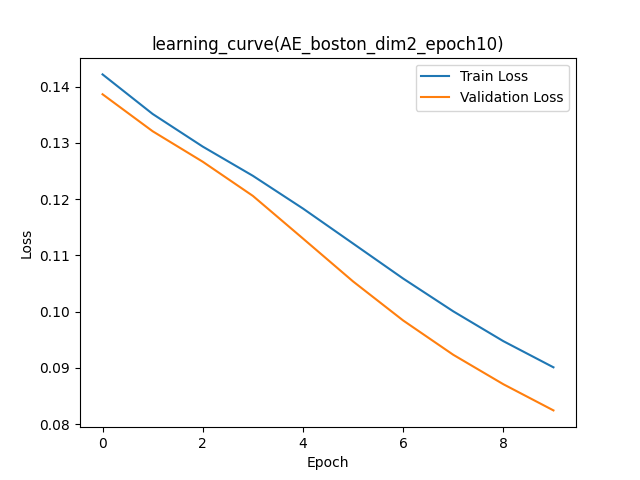 learning_curve(AE_boston_dim2_epoch10)
Train Loss
Validation Loss
0.14
0.13
0.12
0.11
0.10
0.09
0.08
Loss
0 2 4 6 8
Epoch